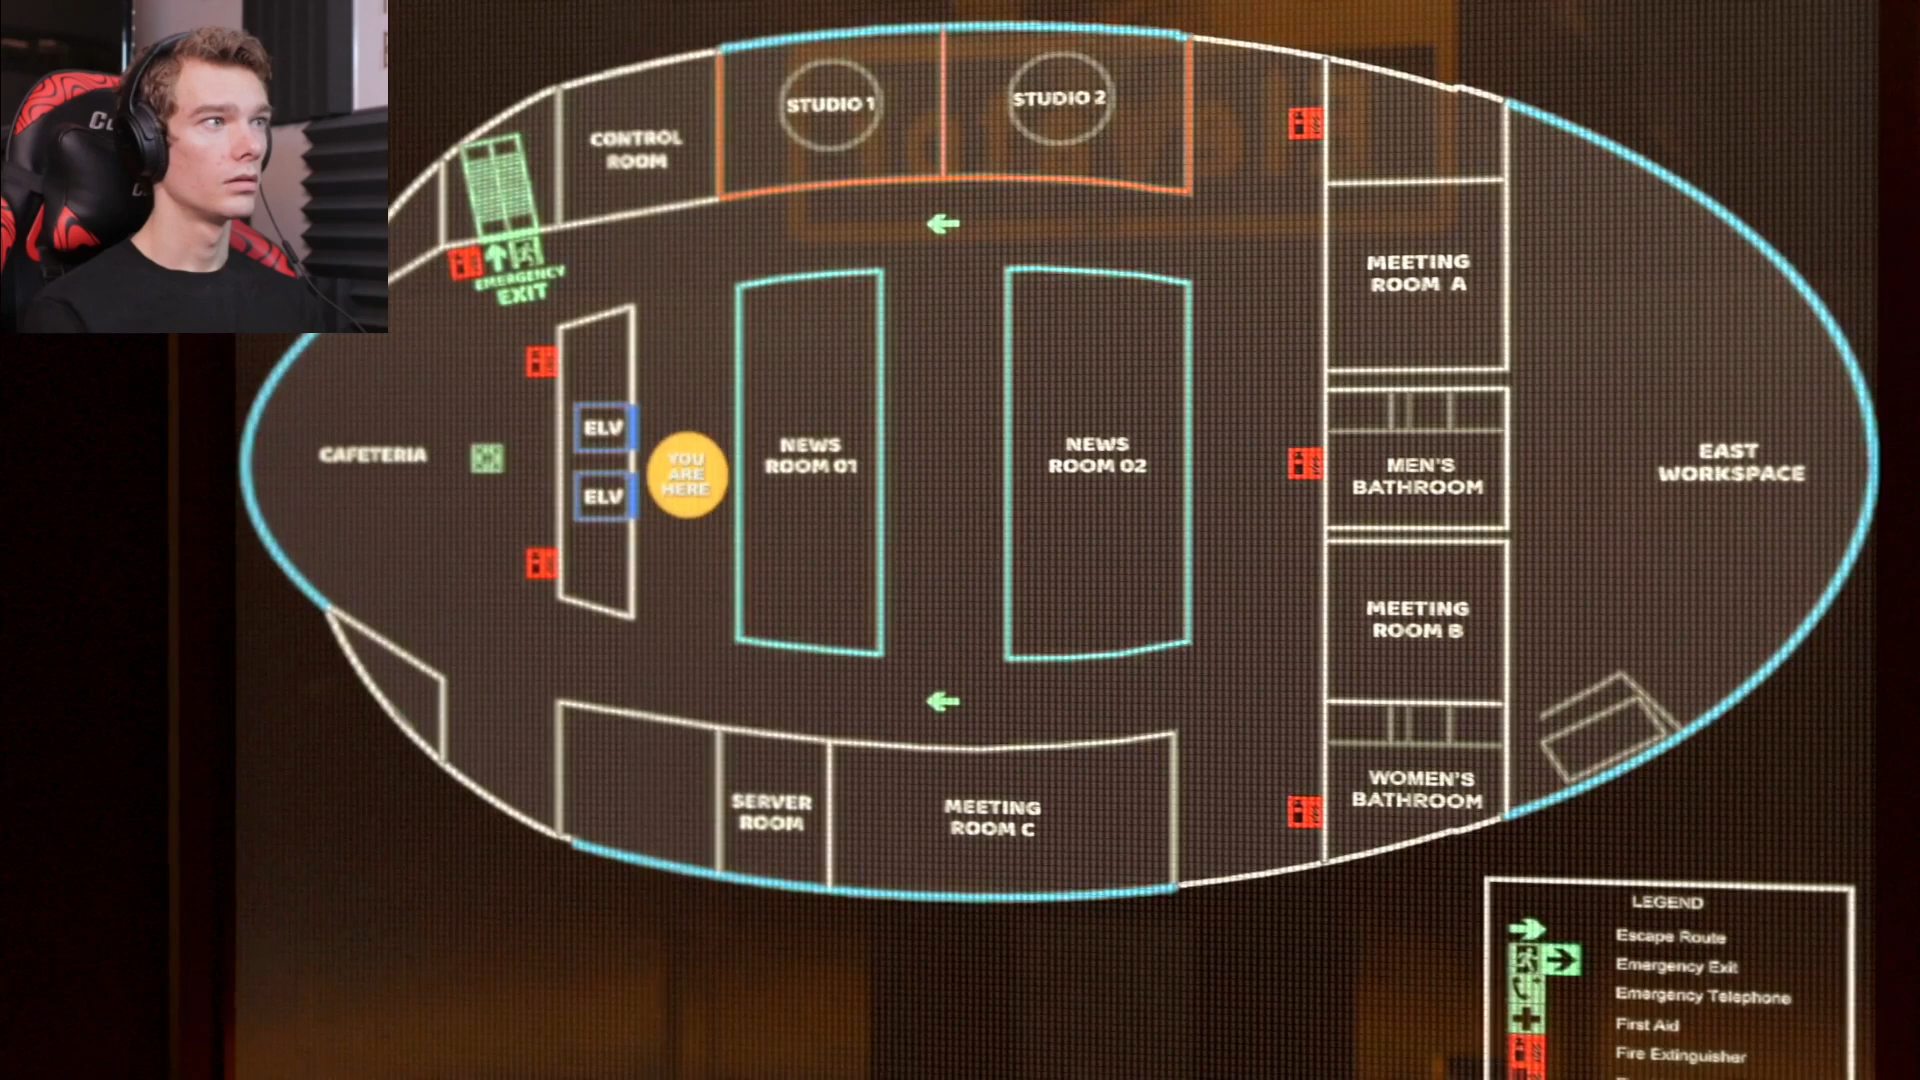 STUDIO 1
STUDIO 2
CONTROL
ROOM
EMERGENCY
EXIT
MEETING
ROOM A
ELV
ELV
YOU
ARE
HERE
CAFETERIA
NEWS
ROOM 01
NEWS
ROOM 02
MEN'S
BATHROOM
EAST
WORKSPACE
MEETING
ROOM B
SERVER
ROOM
MEETING
ROOM C
WOMEN'S
BATHROOM
LEGEND
Escape Route
Emergency Exit
Emergency Telephone
First Aid
Fire Extinguisher